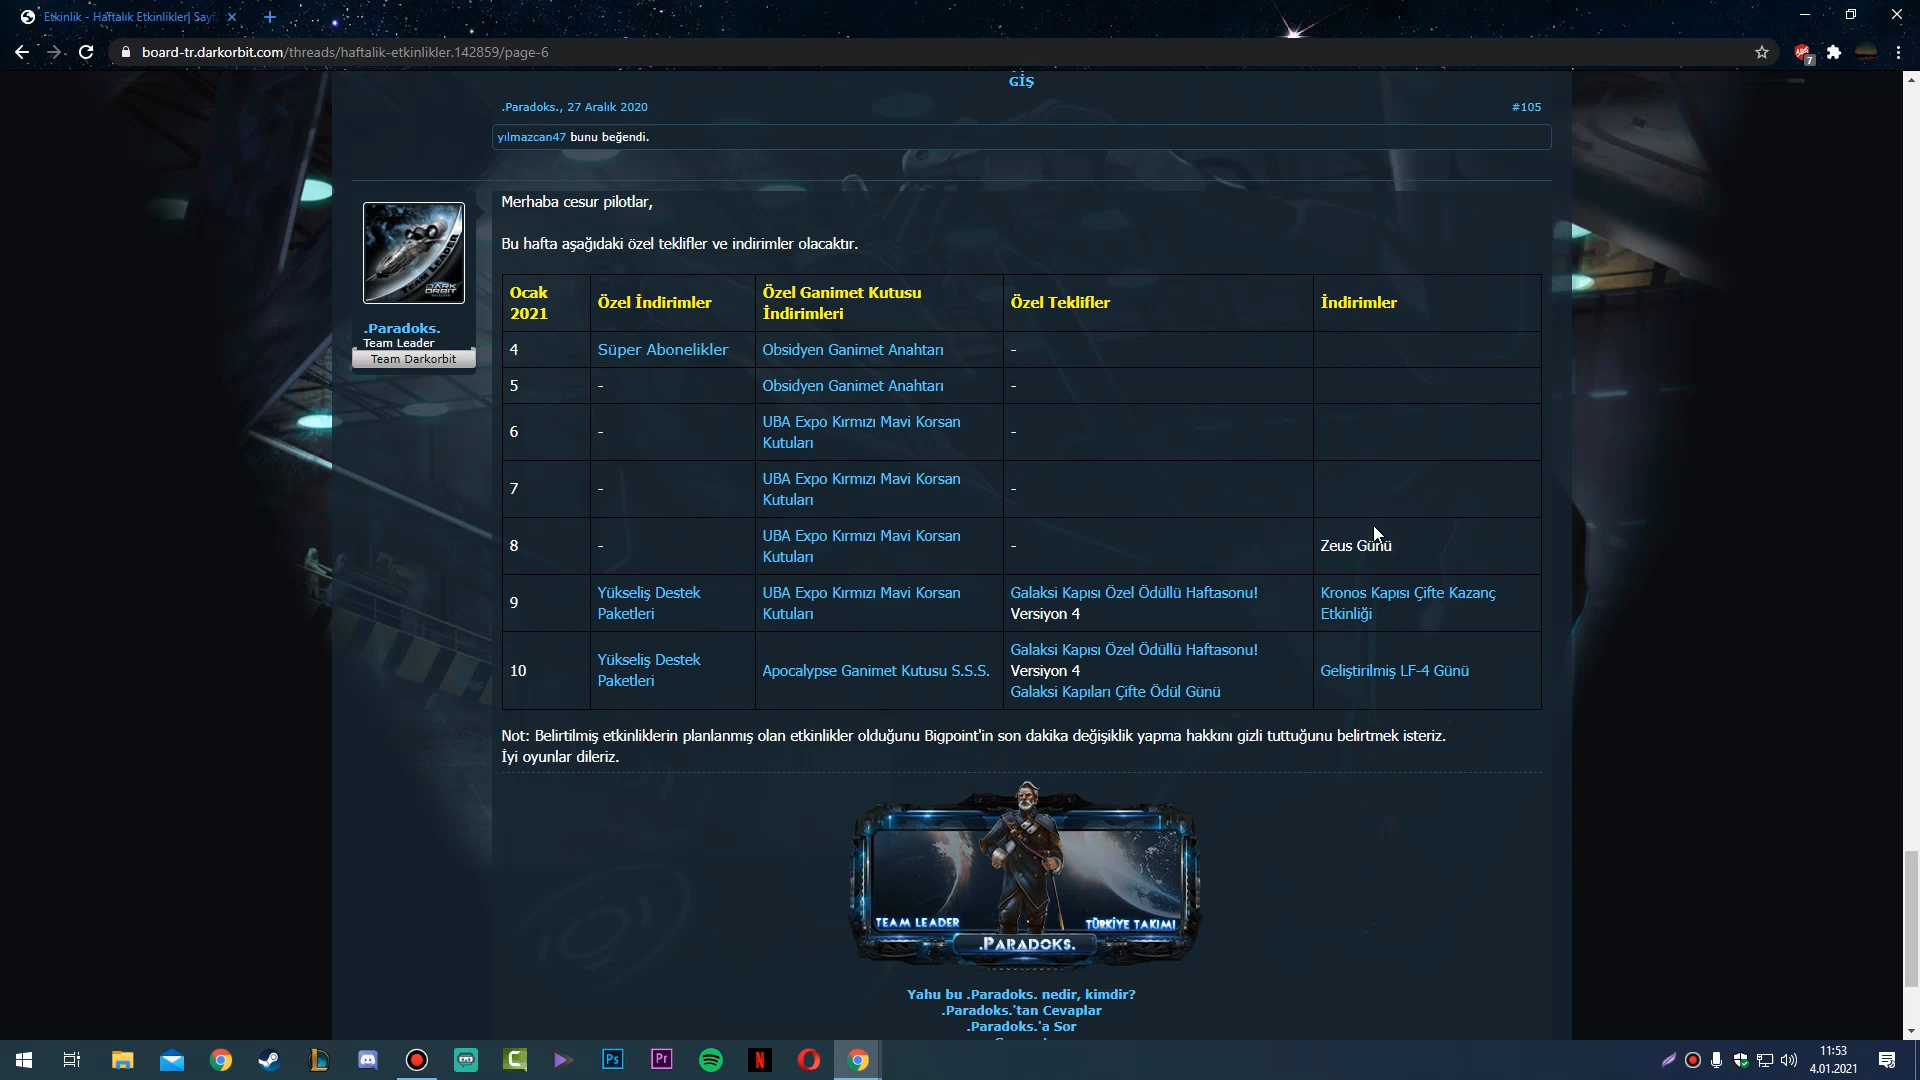 Etkinlik - Haftalık Etkinlikler| Sayf
board-tr.darkorbit.com/threads/haftalik-etkinlikler.142859/page-6
7
GİŞ
.Paradoks., 27 Aralık 2020
#105
yılmazcan47 bunu beğendi.
TEAM LEADER
DARK
ORBIT
.Paradoks.
Team Leader
Team Darkorbit
Merhaba cesur pilotlar,
Bu hafta aşağıdaki özel teklifler ve indirimler olacaktır.
Ocak 2021
Özel İndirimler
Özel Ganimet Kutusu İndirimleri
Özel Teklifler
İndirimler
4
Süper Abonelikler
Obsidyen Ganimet Anahtarı
-
5
-
Obsidyen Ganimet Anahtarı
-
6
-
UBA Expo Kırmızı Mavi Korsan
Kutuları
-
7
-
UBA Expo Kırmızı Mavi Korsan
Kutuları
-
8
-
UBA Expo Kırmızı Mavi Korsan
Kutuları
-
Zeus Günü
9
Yükseliş Destek
Paketleri
UBA Expo Kırmızı Mavi Korsan
Kutuları
Galaksi Kapısı Özel Ödüllü Haftasonu!
Versiyon 4
Kronos Kapısı Çifte Kazanç
Etkinliği
10
Yükseliş Destek
Paketleri
Apocalypse Ganimet Kutusu S.S.S.
Galaksi Kapısı Özel Ödüllü Haftasonu!
Versiyon 4
Galaksi Kapıları Çifte Ödül Günü
Geliştirilmiş LF-4 Günü
Not: Belirtilmiş etkinliklerin planlanmış olan etkinlikler olduğunu Bigpoint'in son dakika değişiklik yapma hakkını gizli tuttuğunu belirtmek isteriz.
İyi oyunlar dileriz.
TEAM LEADER
TÜRKİYE TAKIMI
.PARADOKS.
Yahu bu .Paradoks. nedir, kimdir?
.Paradoks.'tan Cevaplar
.Paradoks.'a Sor
Ps
Pr
11:53
4.01.2021